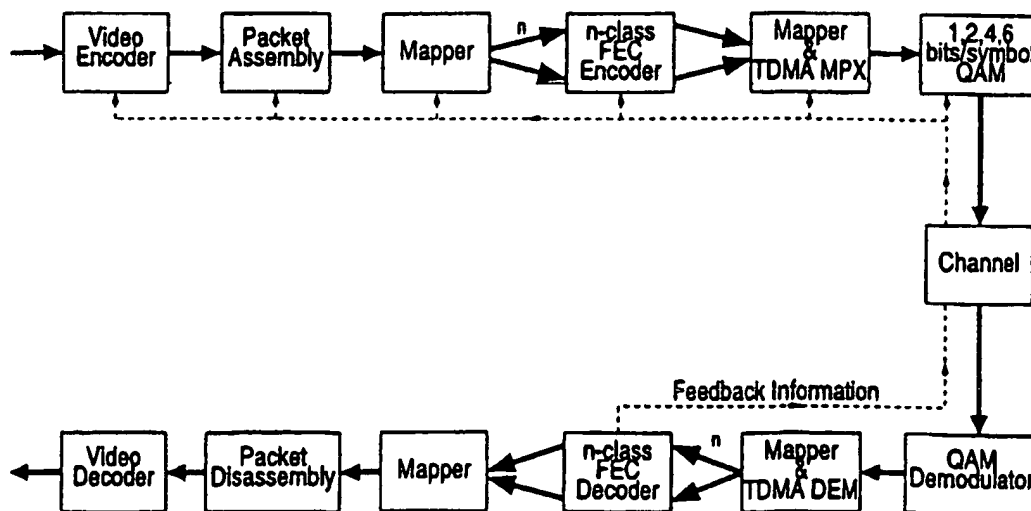 Video
Encoder
Packet
Assembly
Mapper
n
n-class
FEC
Encoder
Mapper
&
TDMA MPX
1,2,4,6
bits/symbol
QAM
Channel
Feedback Information
Video
Decoder
Packet
Disassembly
Mapper
n-class
FEC
Decoder
n
Mapper
&
TDMA DEM
QAM
Demodulator